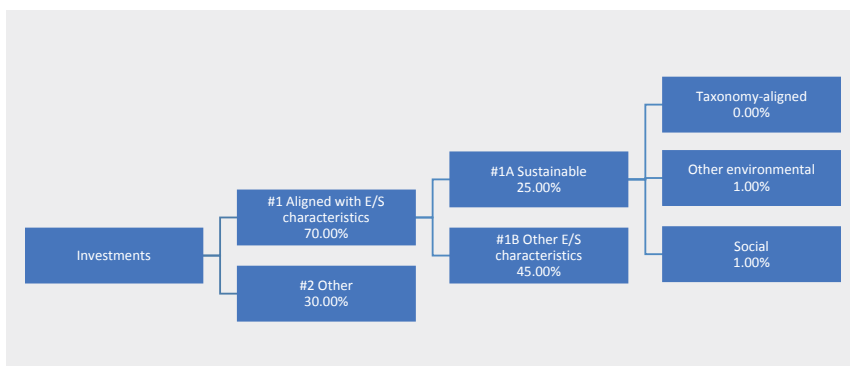 Investments
#1 Aligned with E/S
characteristics
70.00%
#2 Other
30.00%
#1A Sustainable
25.00%
#1B Other E/S
characteristics
45.00%
Taxonomy-aligned
0.00%
Other environmental
1.00%
Social
1.00%